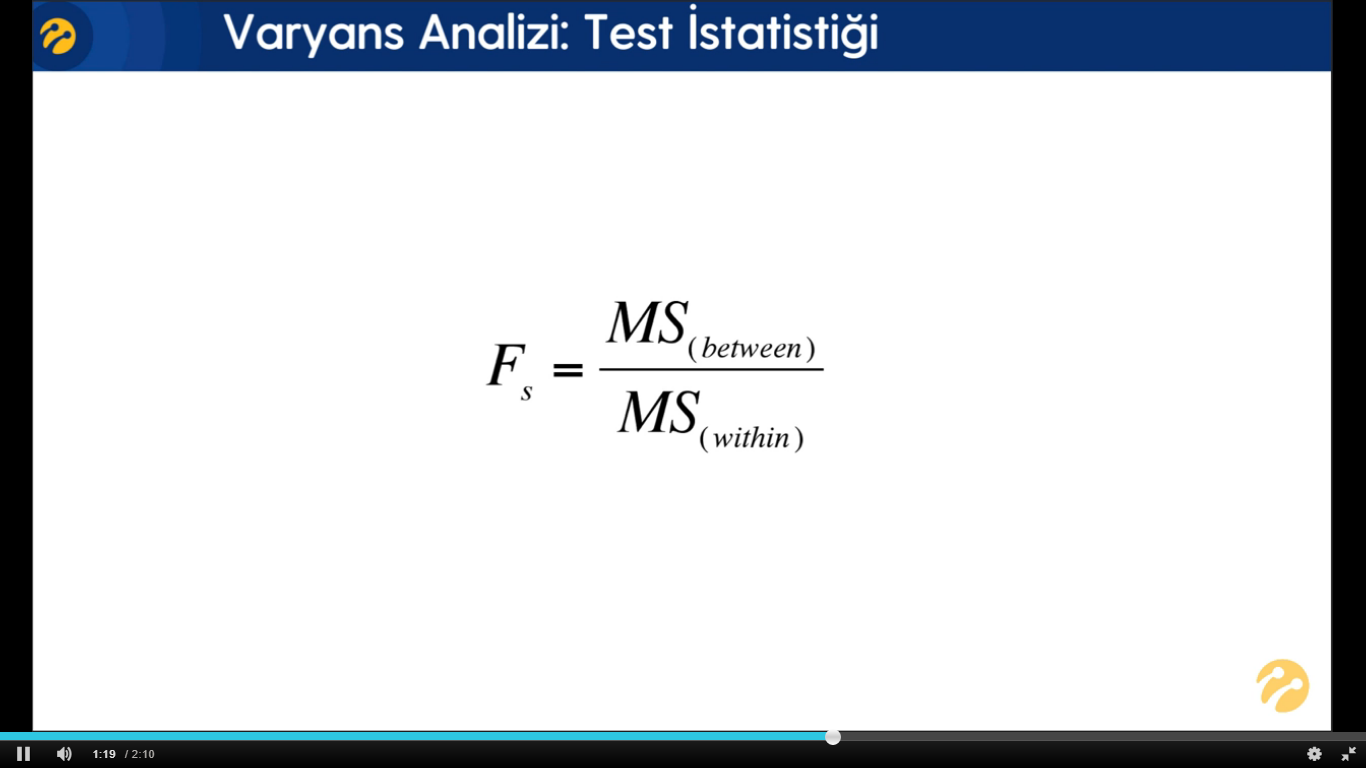 Varyans Analizi: Test İstatistiği
F_s = MS_(between) / MS_(within)
1:19 / 2:10